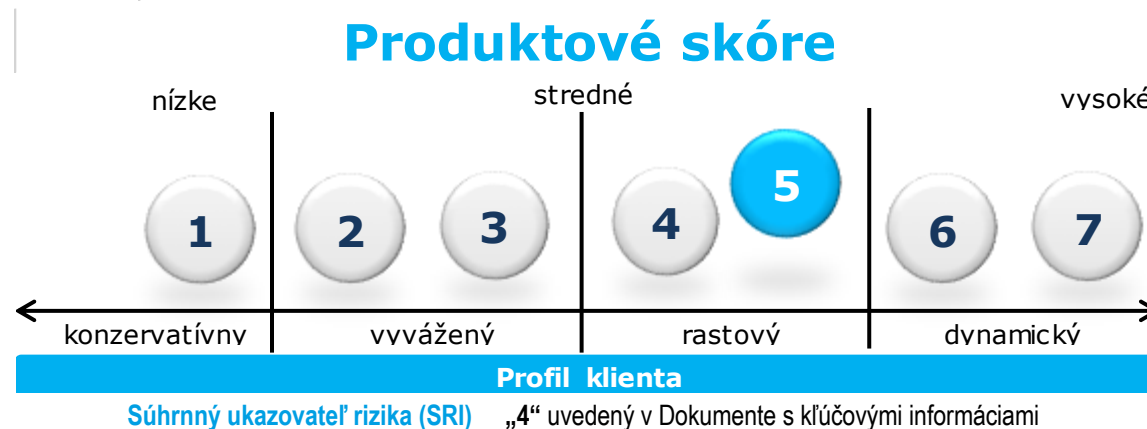 Produktové skóre
nízke stredné vysoké
1 2 3 4 5 6 7
konzervatívny vyvážený rastový dynamický
Profil klienta
Súhrnný ukazovateľ rizika (SRI) „4“ uvedený v Dokumente s kľúčovými informáciami